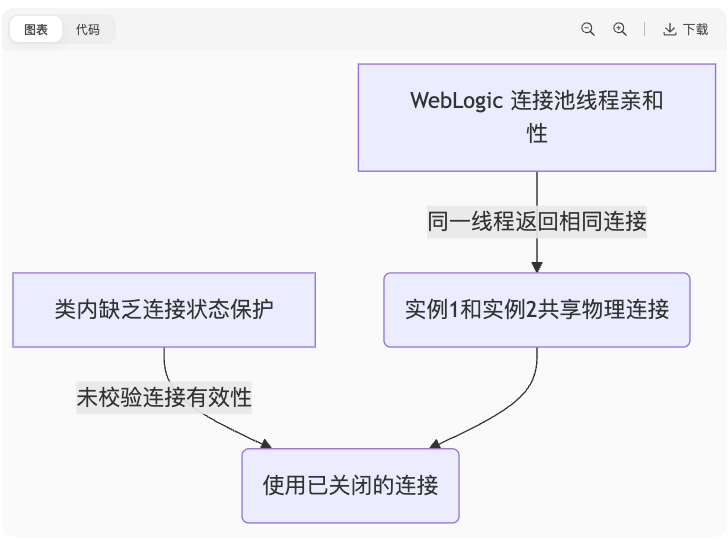 图表
代码
下载
WebLogic 连接池线程亲和
性
同一线程返回相同连接
类内缺乏连接状态保护
实例1和实例2共享物理连接
未校验连接有效性
使用已关闭的连接